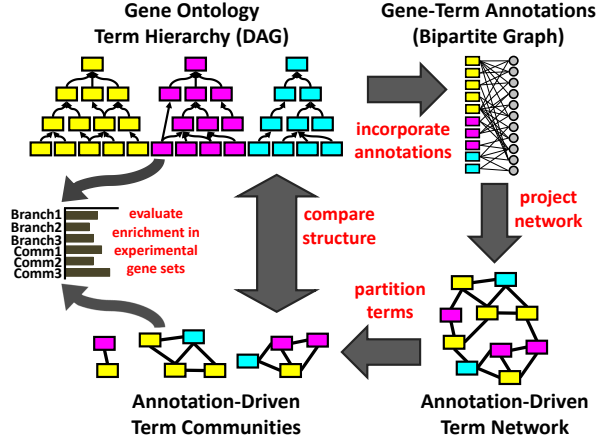 Gene Ontology
Term Hierarchy (DAG)
Gene-Term Annotations
(Bipartite Graph)
incorporate
annotations
project
network
compare
structure
Branch1
Branch2
Branch3
Comm1
Comm2
Comm3
evaluate
enrichment in
experimental
gene sets
partition
terms
Annotation-Driven
Term Communities
Annotation-Driven
Term Network